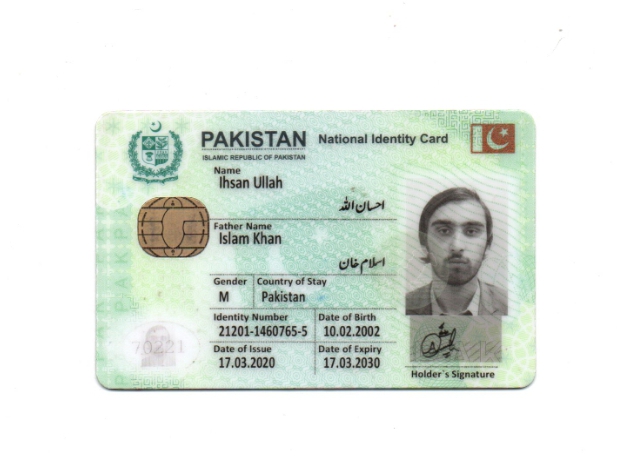 PAKISTAN National Identity Card
ISLAMIC REPUBLIC OF PAKISTAN
Name
Ihsan Ullah
احسان اللہ
Father Name
Islam Khan
اسلام خان
Gender Country of Stay
M Pakistan
Identity Number Date of Birth
21201-1460765-5 10.02.2002
Date of Issue Date of Expiry
17.03.2020 17.03.2030
70221
Holder's Signature